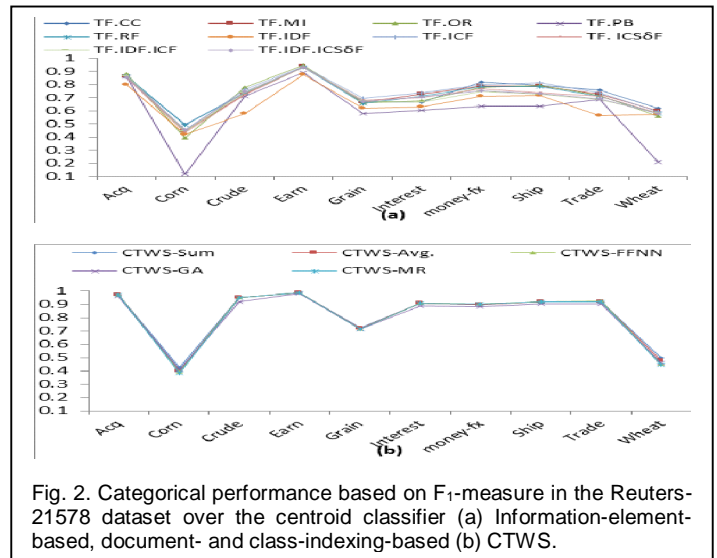 TF.CC TF.MI TF.OR TF.PB
TF.RF TF.IDF TF.ICF TF. ICSδF
TF.IDF.ICF TF.IDF.ICSδF
1
0.9
0.8
0.7
0.6
0.5
0.4
0.3
0.2
0.1
Acq Corn Crude Earn Grain Interest money-fx Ship Trade Wheat
(a)
CTWS-Sum CTWS-Avg. CTWS-FFNN
CTWS-GA CTWS-MR
1
0.9
0.8
0.7
0.6
0.5
0.4
0.3
0.2
0.1
Acq Corn Crude Earn Grain Interest money-fx Ship Trade Wheat
(b)
Fig. 2. Categorical performance based on F₁-measure in the Reuters-
21578 dataset over the centroid classifier (a) Information-element-
based, document- and class-indexing-based (b) CTWS.